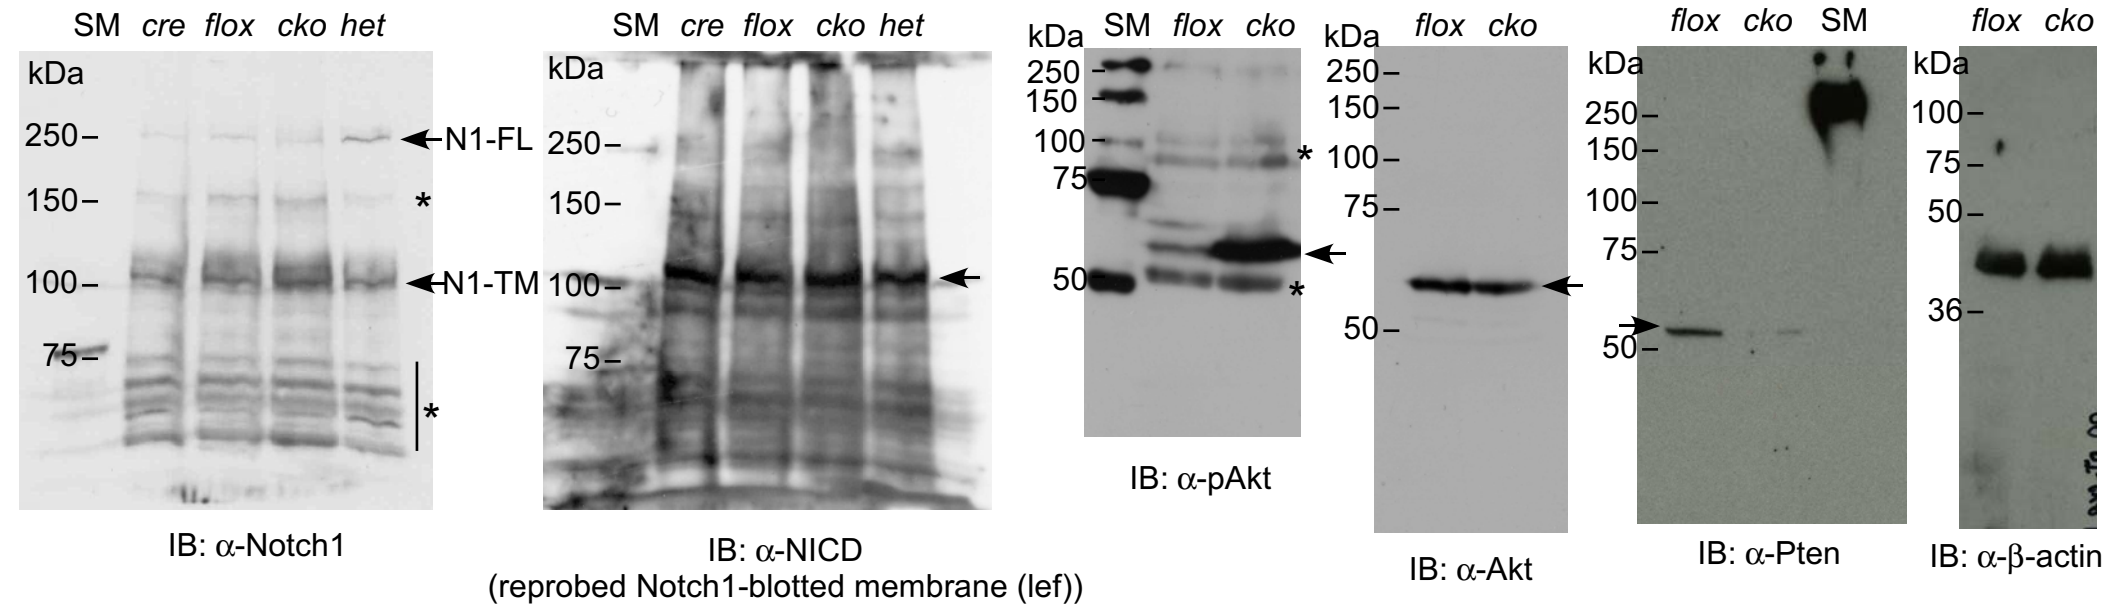 SM cre flox cko het
kDa
250
N1-FL
150
*
100
N1-TM
75
*
IB: α-Notch1
SM cre flox cko het
kDa
250
150
100
75
IB: α-NICD
(reprobed Notch1-blotted membrane (lef))
SM flox cko
kDa
250
150
100
*
75
50
*
IB: α-pAkt
flox cko
kDa
250
150
100
75
50
IB: α-Akt
flox cko SM
kDa
250
150
100
75
50
IB: α-Pten
flox cko
kDa
100
75
50
36
IB: α-β-actin